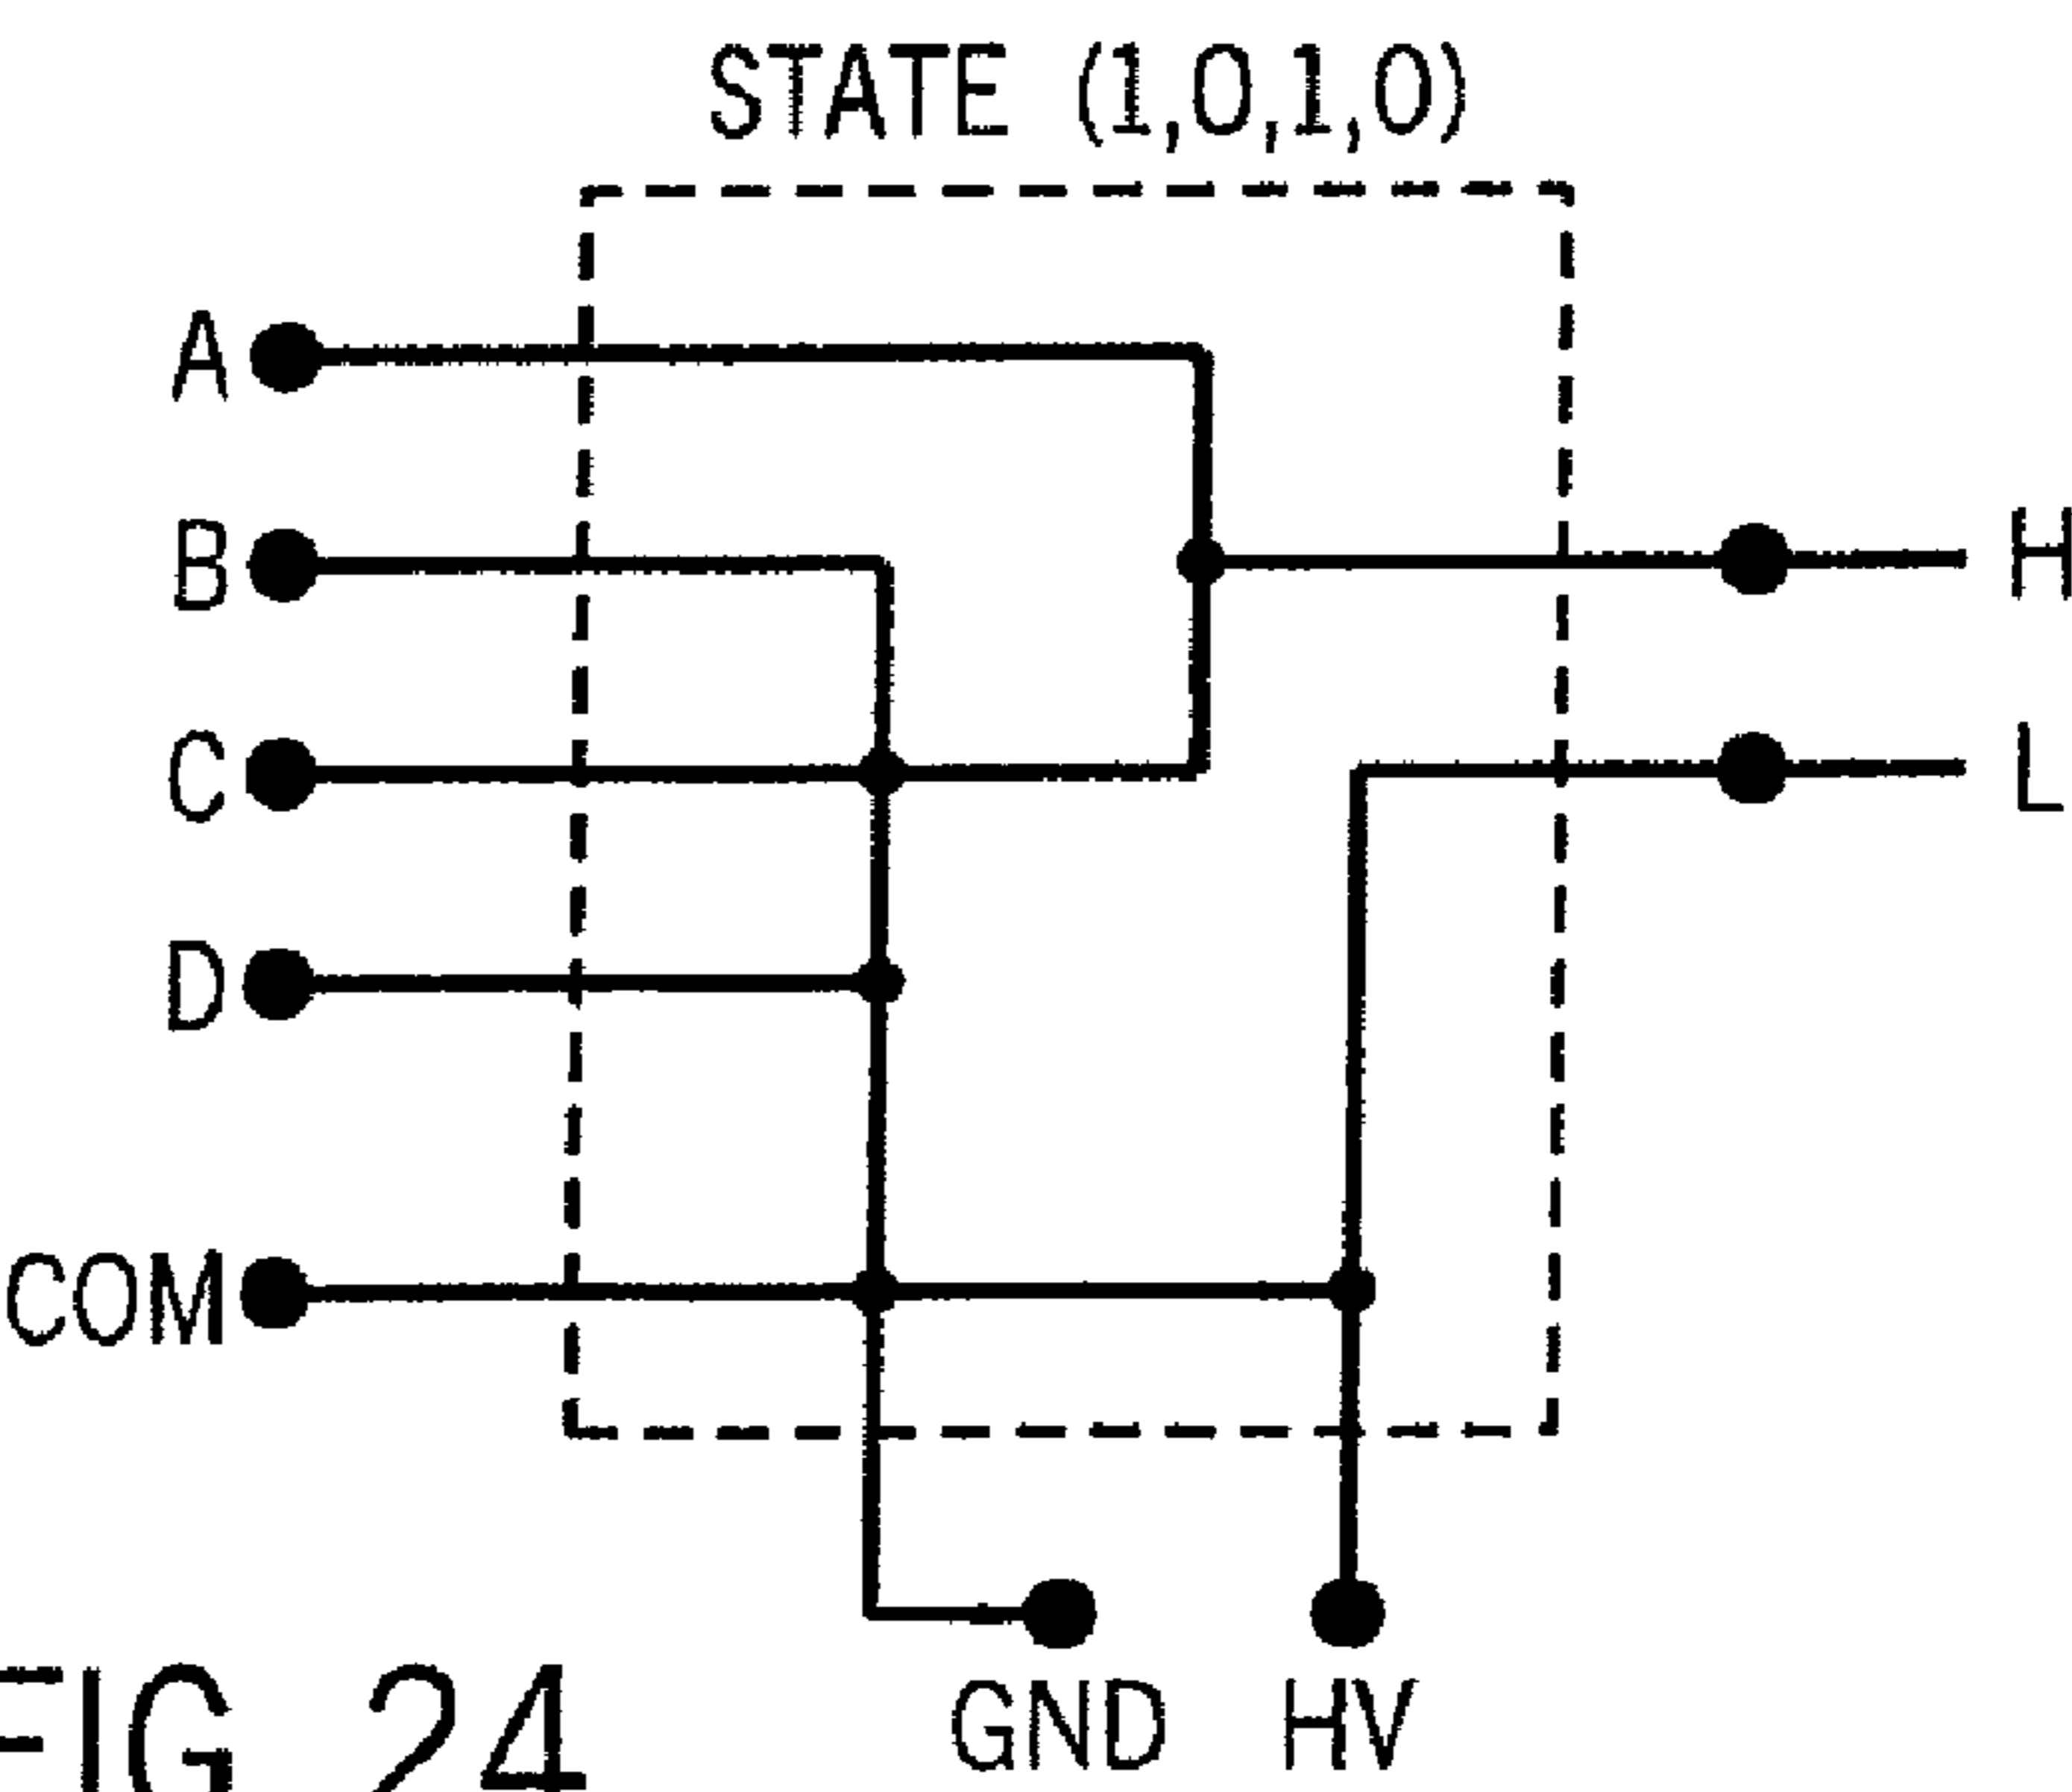 STATE (1,0,1,0)
A
B
H
C
L
D
COM
GND HV
FIG 24